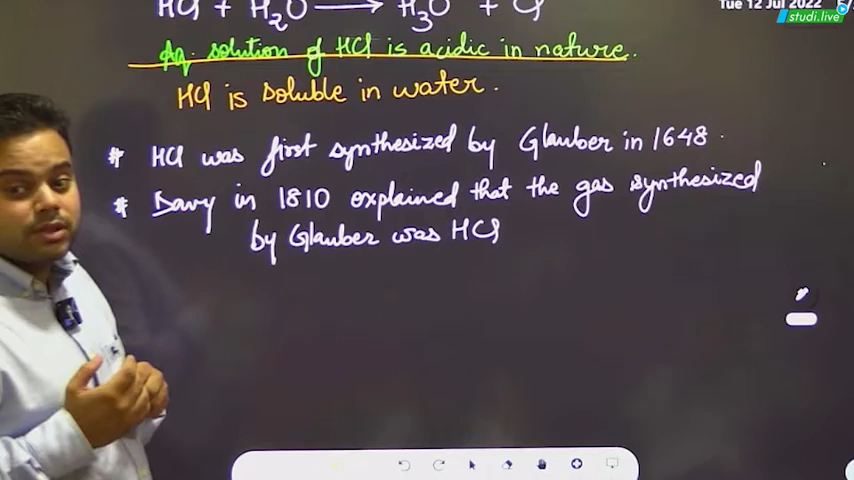 Tue 12 Jul 2022
studi.live
HCl + H2O ⟶ H3O + Cl
Aq. solution of HCl is acidic in nature.
HCl is soluble in water.
# HCl was first synthesized by Glauber in 1648.
# Davy in 1810 explained that the gas synthesized
by Glauber was HCl